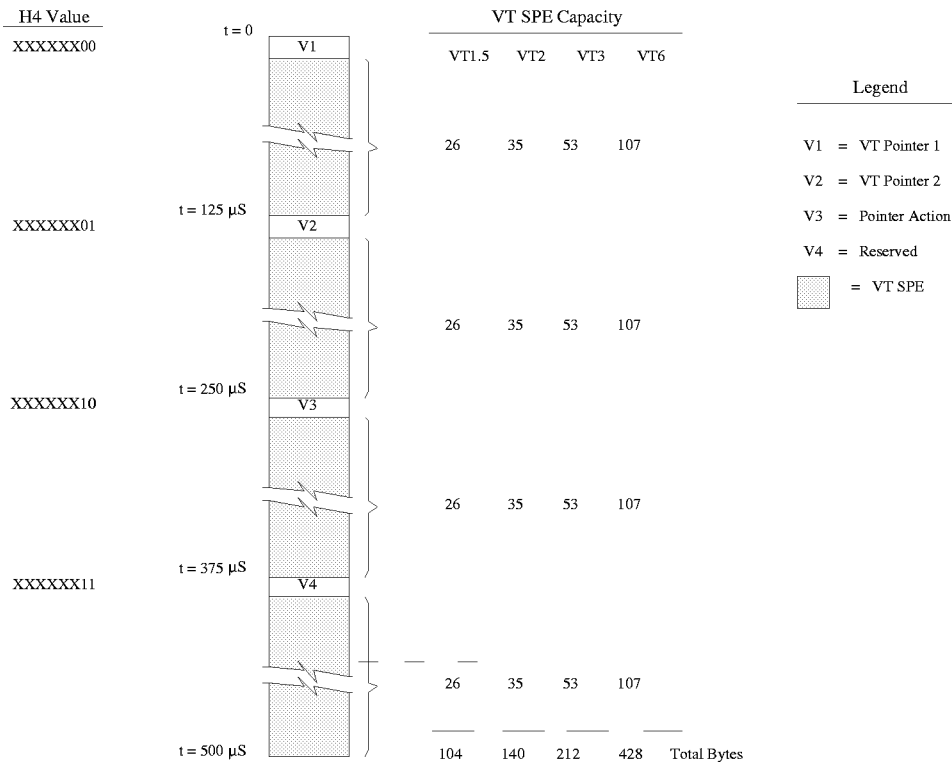 H4 Value
t = 0
VT SPE Capacity
XXXXXX00
V1
VT1.5 VT2 VT3 VT6
Legend
26 35 53 107
V1 = VT Pointer 1
V2 = VT Pointer 2
t = 125 µS
XXXXXX01
V2
V3 = Pointer Action
V4 = Reserved
= VT SPE
26 35 53 107
t = 250 µS
XXXXXX10
V3
26 35 53 107
t = 375 µS
XXXXXX11
V4
26 35 53 107
t = 500 µS
104 140 212 428 Total Bytes